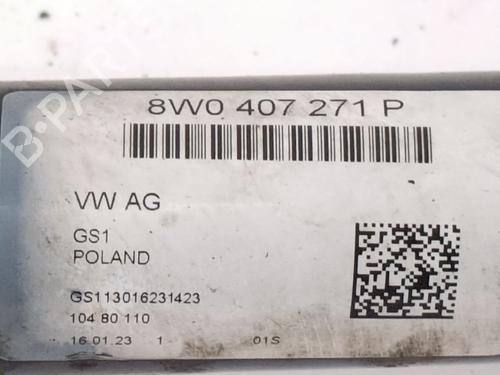 8W0 407 271 P
VW AG
GS1
POLAND
GS113016231423
104 80 110
16.01.23 1 01S
B-PARTS